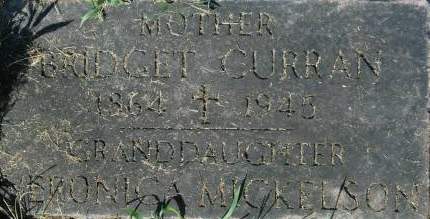 MOTHER
BRIDGET CURRAN
1864 ✝ 1945
GRANDDAUGHTER
VERONICA MICKELSON